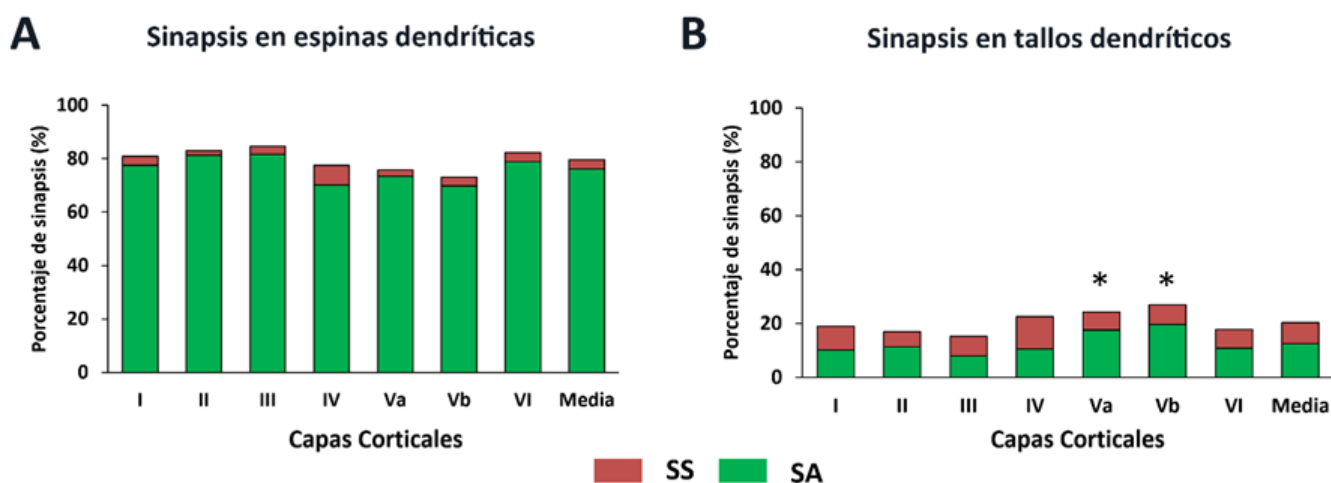 A
Sinapsis en espinas dendríticas
Porcentaje de sinapsis (%)
100
80
60
40
20
0
I II III IV Va Vb VI Media
Capas Corticales
B
Sinapsis en tallos dendríticos
Porcentaje de sinapsis (%)
100
80
60
40
20
0
* *
I II III IV Va Vb VI Media
Capas Corticales
SS SA